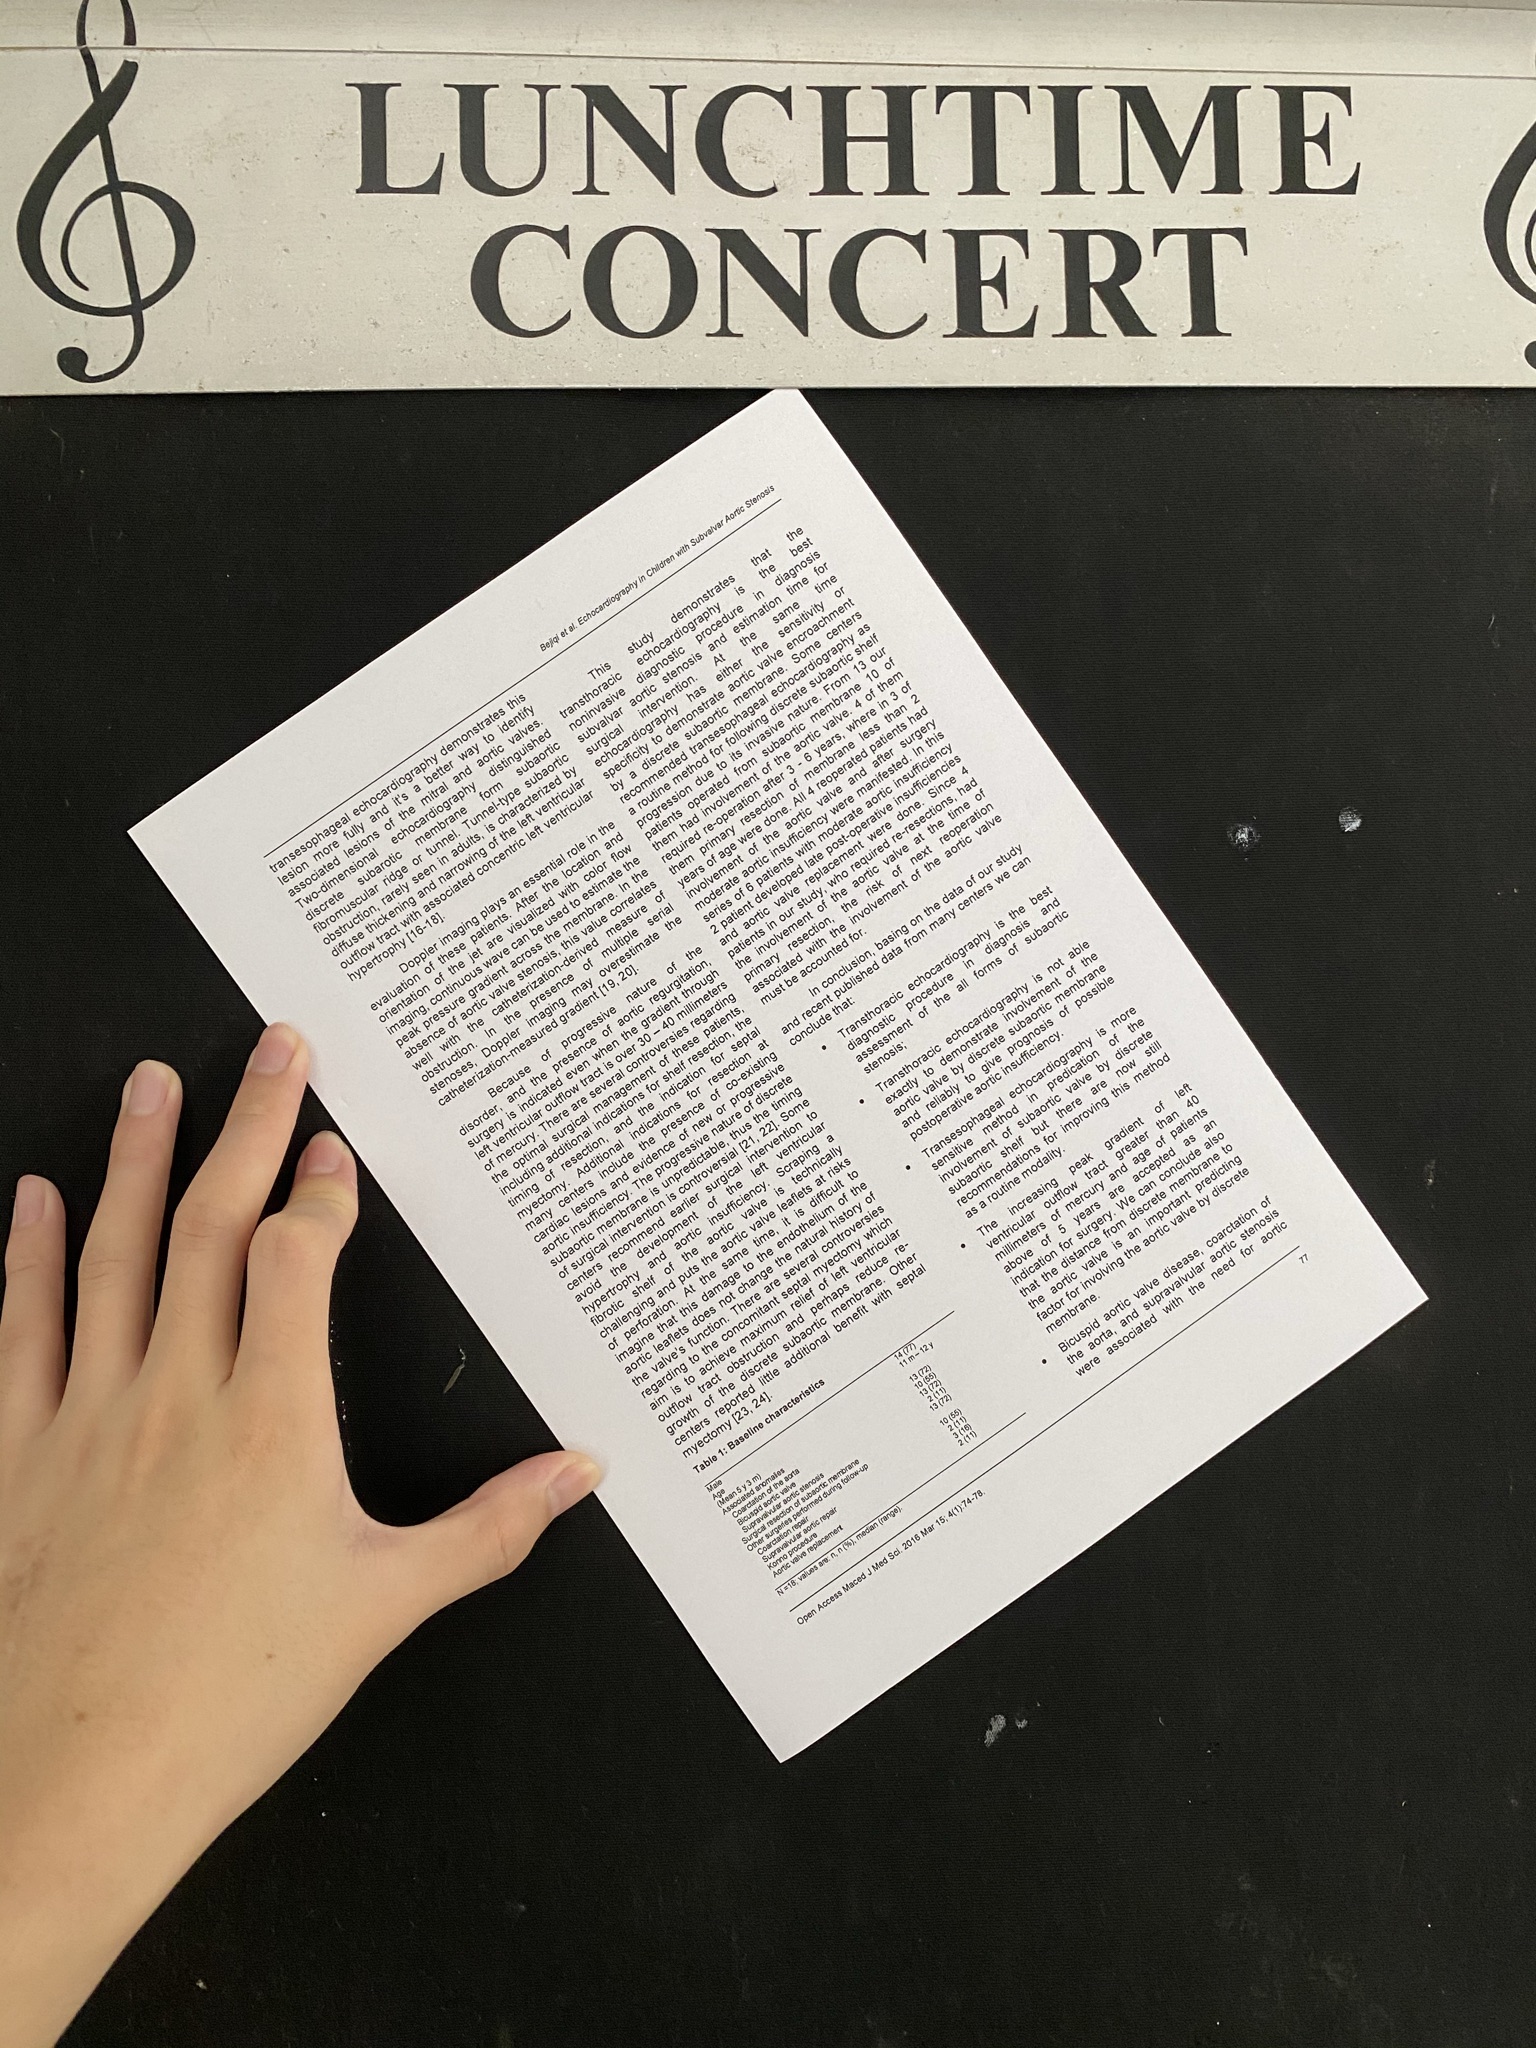 LUNCHTIME
CONCERT
Bejiqi et al. Echocardiography in Children with Subvalvar Aortic Stenosis
transesophageal echocardiography demonstrates this
lesion more fully and it's a better way to identify
associated lesions of the mitral and aortic valves.
Two-dimensional echocardiography distinguished
discrete subaortic membrane form subaortic
fibromuscular ridge or tunnel. Tunnel-type subaortic
obstruction, rarely seen in adults, is characterized by
diffuse thickening and narrowing of the left ventricular
outflow tract with associated concentric left ventricular
hypertrophy [16-18].
Doppler imaging plays an essential role in the
evaluation of these patients. After the location and
orientation of the jet are visualized with color flow
imaging, continuous wave can be used to estimate the
peak pressure gradient across the membrane. In the
absence of aortic valve stenosis, this value correlates
well with the catheterization-derived measure of
obstruction. In the presence of multiple serial
stenoses, Doppler imaging may overestimate the
catheterization-measured gradient [19, 20].
Because of progressive nature of the
disorder, and the presence of aortic regurgitation,
surgery is indicated even when the gradient through
left ventricular outflow tract is over 30 – 40 millimeters
of mercury. There are several controversies regarding
the optimal surgical management of these patients,
including additional indications for shelf resection, the
timing of resection, and the indication for septal
myectomy. Additional indications for resection at
many centers include the presence of co-existing
cardiac lesions and evidence of new or progressive
aortic insufficiency. The progressive nature of discrete
subaortic membrane is unpredictable, thus the timing
of surgical intervention is controversial [21, 22]. Some
centers recommend earlier surgical intervention to
avoid the development of the left ventricular
hypertrophy and aortic insufficiency. Scraping a
fibrotic shelf of the aortic valve is technically
challenging and puts the aortic valve leaflets at risks
of perforation. At the same time, it is difficult to
imagine that this damage to the endothelium of the
aortic leaflets does not change the natural history of
the valve's function. There are several controversies
regarding to the concomitant septal myectomy which
aim is to achieve maximum relief of left ventricular
outflow tract obstruction and perhaps reduce re-
growth of the discrete subaortic membrane. Other
centers reported little additional benefit with septal
myectomy [23, 24].
Table 1: Baseline characteristics
Male 14 (77)
Age 11 m – 12 y
(Mean 5 y 3 m)
Associated anomalies 13 (72)
Coarctation of the aorta 10 (55)
Bicuspid aortic valve 13 (72)
Supravalvular aortic stenosis 2 (11)
Surgical resection of subaortic membrane 13 (72)
Other surgeries performed during follow-up
Coarctation repair 10 (55)
Supravalvular aortic repair 2 (11)
Konno procedure 3 (16)
Aortic valve replacement 2 (11)
N =18; values are: n, n (%), median (range).
This study demonstrates that the
transthoracic echocardiography is the best
noninvasive diagnostic procedure in diagnosis
subvalvar aortic stenosis and estimation time for
surgical intervention. At the same time
echocardiography has either the sensitivity or
specificity to demonstrate aortic valve encroachment
by a discrete subaortic membrane. Some centers
recommended transesophageal echocardiography as
a routine method for following discrete subaortic shelf
progression due to its invasive nature. From 13 our
patients operated from subaortic membrane 10 of
them had involvement of the aortic valve. 4 of them
required re-operation after 3 - 6 years, where in 3 of
them primary resection of membrane less than 2
years of age were done. All 4 reoperated patients had
involvement of the aortic valve and after surgery
moderate aortic insufficiency were manifested. In this
series of 6 patients with moderate aortic insufficiency
2 patient developed late post-operative insufficiencies
and aortic valve replacement were done. Since 4
patients in our study, who required re-resections, had
the involvement of the aortic valve at the time of
primary resection, the risk of next reoperation
associated with the involvement of the aortic valve
must be accounted for.
In conclusion, basing on the data of our study
and recent published data from many centers we can
conclude that:
• Transthoracic echocardiography is the best
diagnostic procedure in diagnosis and
assessment of the all forms of subaortic
stenosis;
• Transthoracic echocardiography is not able
exactly to demonstrate involvement of the
aortic valve by discrete subaortic membrane
and reliably to give prognosis of possible
postoperative aortic insufficiency.
• Transesophageal echocardiography is more
sensitive method in predication of the
involvement of subaortic valve by discrete
subaortic shelf but there are now still
recommendations for improving this method
as a routine modality.
• The increasing peak gradient of left
ventricular outflow tract greater than 40
millimeters of mercury and age of patients
above of 5 years are accepted as an
indication for surgery. We can conclude also
that the distance from discrete membrane to
the aortic valve is an important predicting
factor for involving the aortic valve by discrete
membrane.
• Bicuspid aortic valve disease, coarctation of
the aorta, and supravalvular aortic stenosis
were associated with the need for aortic
Open Access Maced J Med Sci. 2016 Mar 15; 4(1):74-78.
77